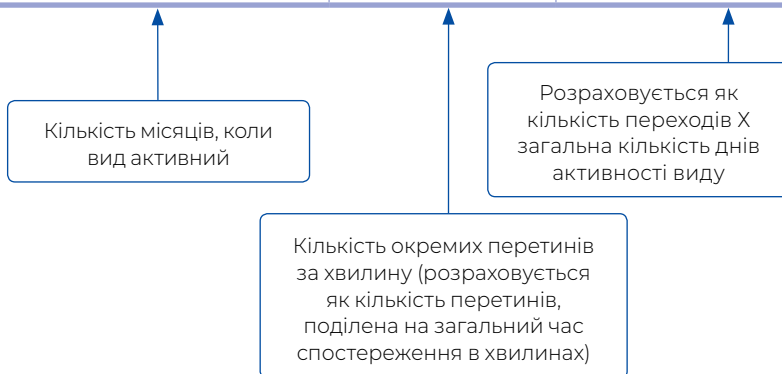 Кількість місяців, коли
вид активний
Розраховується як
кількість переходів X
загальна кількість днів
активності виду
Кількість окремих перетинів
за хвилину (розраховується
як кількість перетинів,
поділена на загальний час
спостереження в хвилинах)